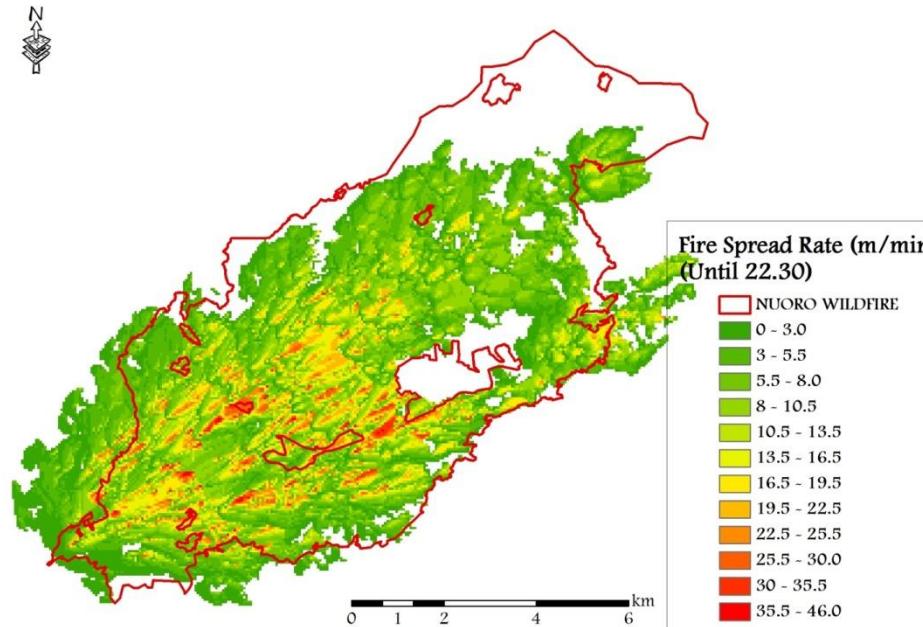 N
Fire Spread Rate (m/min
(Until 22.30)
NUORO WILDFIRE
0 - 3.0
3 - 5.5
5.5 - 8.0
8 - 10.5
10.5 - 13.5
13.5 - 16.5
16.5 - 19.5
19.5 - 22.5
22.5 - 25.5
25.5 - 30.0
30 - 35.5
35.5 - 46.0
km
0 1 2 4 6